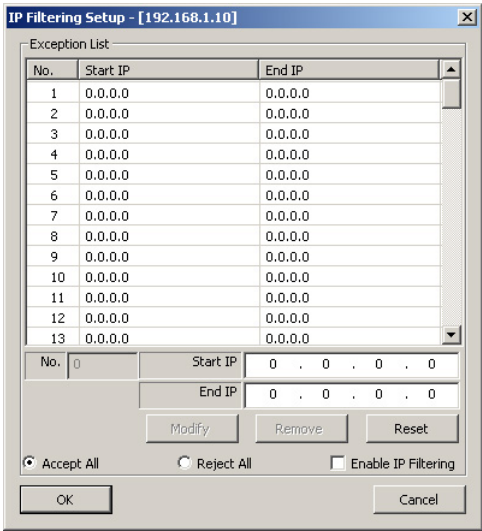 IP Filtering Setup - [192.168.1.10]
Exception List
No. Start IP End IP
1 0.0.0.0 0.0.0.0
2 0.0.0.0 0.0.0.0
3 0.0.0.0 0.0.0.0
4 0.0.0.0 0.0.0.0
5 0.0.0.0 0.0.0.0
6 0.0.0.0 0.0.0.0
7 0.0.0.0 0.0.0.0
8 0.0.0.0 0.0.0.0
9 0.0.0.0 0.0.0.0
10 0.0.0.0 0.0.0.0
11 0.0.0.0 0.0.0.0
12 0.0.0.0 0.0.0.0
13 0.0.0.0 0.0.0.0
No. 0 Start IP 0 . 0 . 0 . 0
End IP 0 . 0 . 0 . 0
Modify Remove Reset
Accept All Reject All Enable IP Filtering
OK Cancel